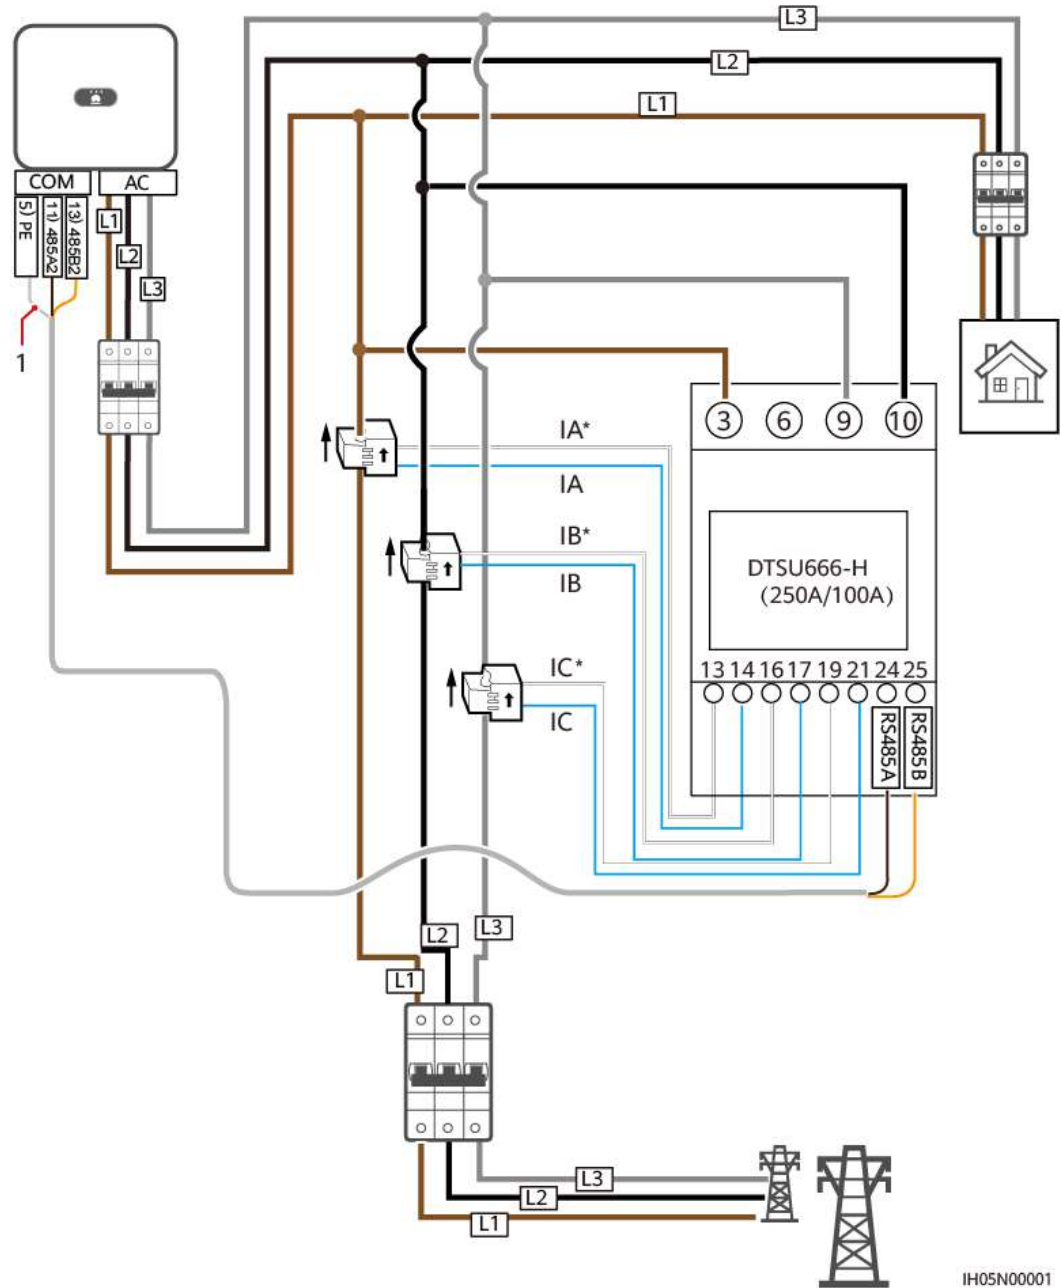 L3
L2
L1
COM
AC
5) PE
11) 485A2
13) 485B2
L1
L2
L3
1
3
6
9
10
IA*
IA
IB*
IB
DTSU666-H
(250A/100A)
IC*
IC
13 14 16 17 19 21 24 25
RS485A
RS485B
L3
L2
L1
L3
L2
L1
IH05N00001